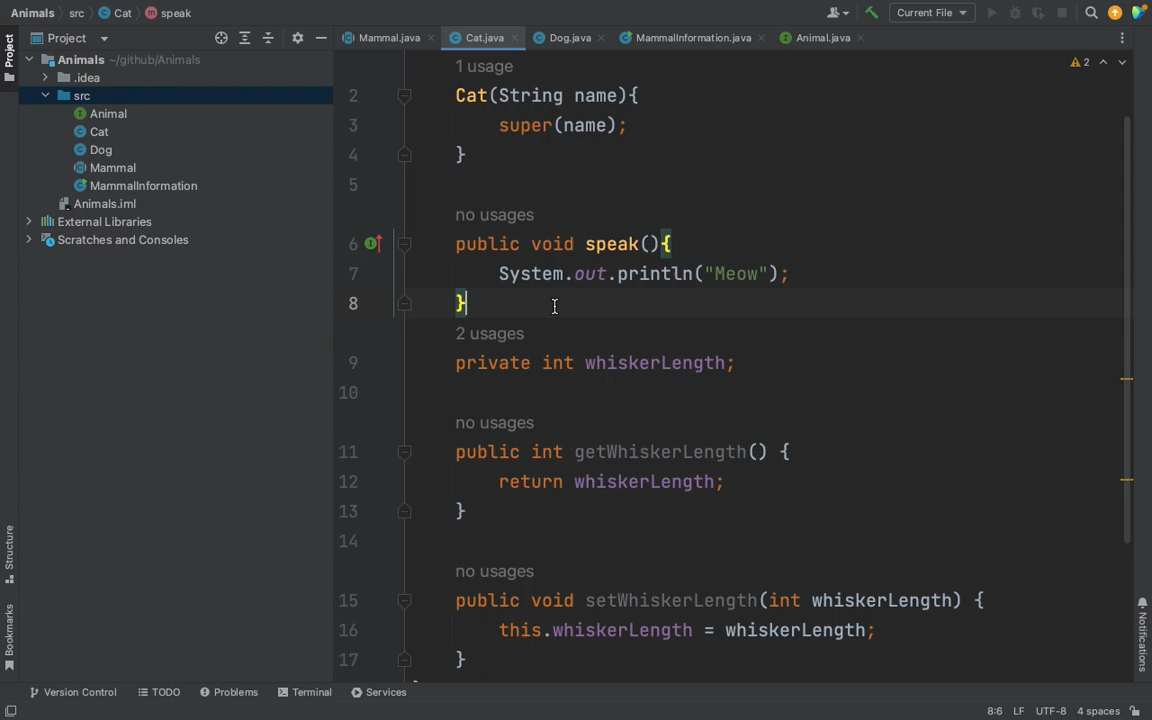 Animals src Cat speak
Current File
Project
Mammal.java Cat.java Dog.java MammalInformation.java Animal.java
Project
Animals ~/github/Animals
.idea
src
Animal
Cat
Dog
Mammal
MammalInformation
Animals.iml
External Libraries
Scratches and Consoles
2
1 usage
2 Cat(String name){
3 super(name);
4 }
5
no usages
6 public void speak(){
7 System.out.println("Meow");
8 }
2 usages
9 private int whiskerLength;
10
no usages
11 public int getWhiskerLength() {
12 return whiskerLength;
13 }
14
no usages
15 public void setWhiskerLength(int whiskerLength) {
16 this.whiskerLength = whiskerLength;
17 }
Structure
Bookmarks
Notifications
Version Control TODO Problems Terminal Services
8:6 LF UTF-8 4 spaces